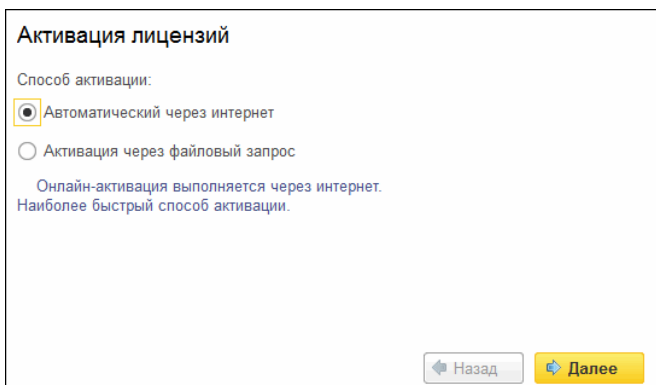 Активация лицензий
Способ активации:
Автоматический через интернет
Активация через файловый запрос
Онлайн-активация выполняется через интернет.
Наиболее быстрый способ активации.
Назад
Далее